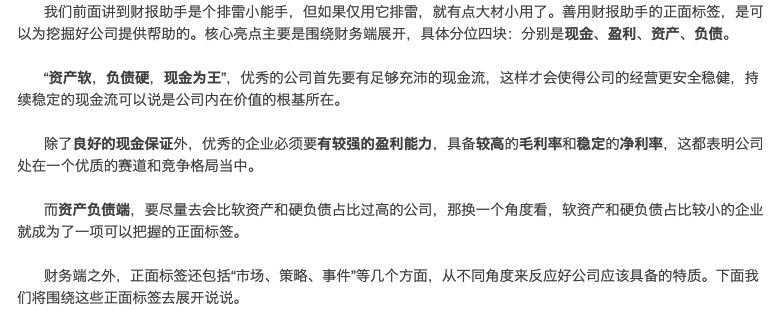 我们前面讲到财报助手是个排雷小能手，但如果仅用它排雷，就有点大材小用了。善用财报助手的正面标签，是可
以为挖掘好公司提供帮助的。核心亮点主要是围绕财务端展开，具体分位四块：分别是现金、盈利、资产、负债。
“资产软，负债硬，现金为王”，优秀的公司首先要有足够充沛的现金流，这样才会使得公司的经营更安全稳健，持
续稳定的现金流可以说是公司内在价值的根基所在。
除了良好的现金保证外，优秀的企业必须要有较强的盈利能力，具备较高的毛利率和稳定的净利率，这都表明公司
处在一个优质的赛道和竞争格局当中。
而资产负债端，要尽量去会比软资产和硬负债占比过高的公司，那换一个角度看，软资产和硬负债占比较小的企业
就成为了一项可以把握的正面标签。
财务端之外，正面标签还包括“市场、策略、事件”等几个方面，从不同角度来反应好公司应该具备的特质。下面我
们将围绕这些正面标签去展开说说。